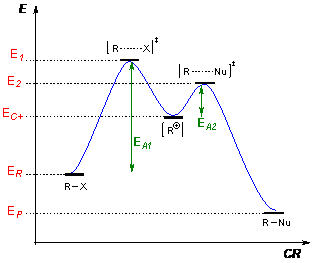 E
[R┄┄X]‡
E1
[R┄┄Nu]‡
E2
EC+
[R⊕]
EA2
EA1
ER
R–X
EP
R–Nu
CR